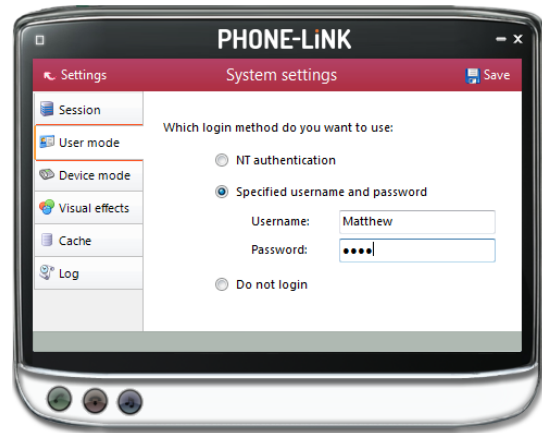 PHONE-LiNK
Settings System settings Save
Session
User mode
Device mode
Visual effects
Cache
Log
Which login method do you want to use:
NT authentication
Specified username and password
Username: Matthew
Password: ●●●●
Do not login